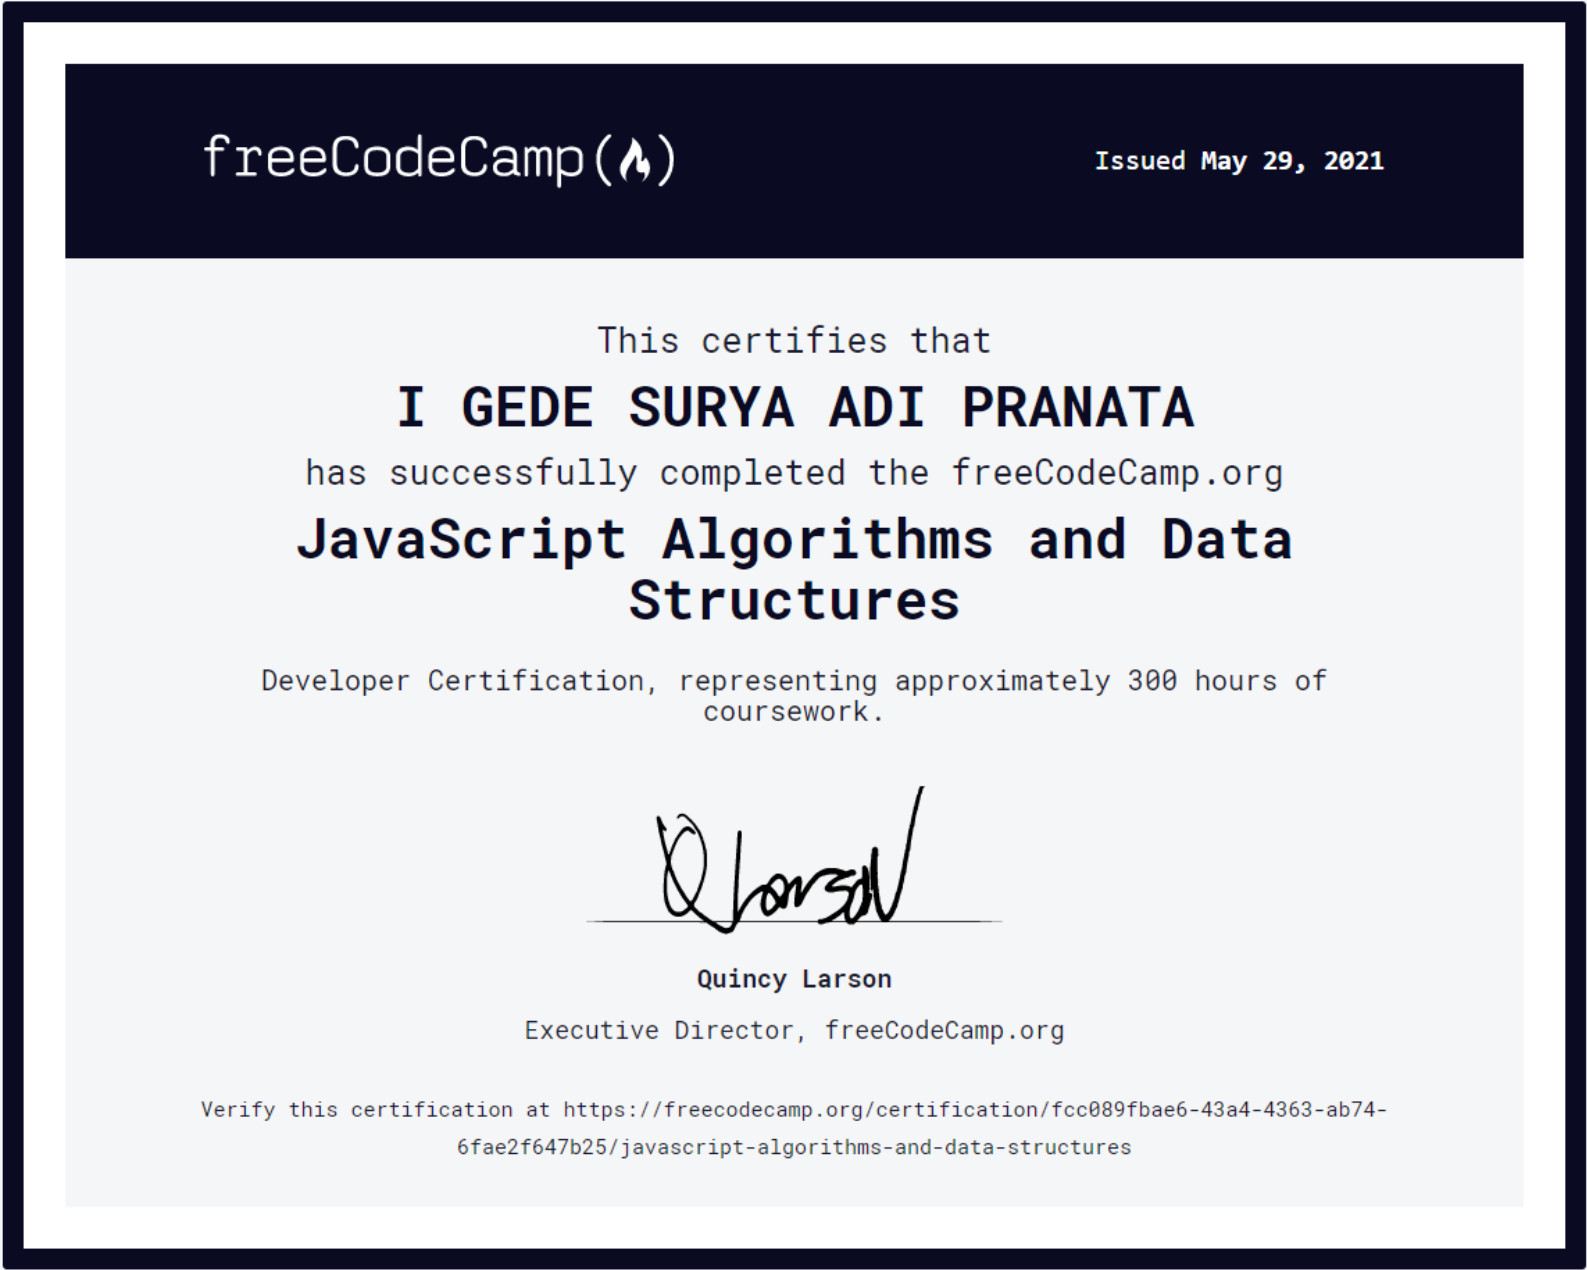 freeCodeCamp(🔥)
Issued May 29, 2021
This certifies that
I GEDE SURYA ADI PRANATA
has successfully completed the freeCodeCamp.org
JavaScript Algorithms and Data
Structures
Developer Certification, representing approximately 300 hours of
coursework.
Q Larson
Quincy Larson
Executive Director, freeCodeCamp.org
Verify this certification at https://freecodecamp.org/certification/fcc089fbae6-43a4-4363-ab74-
6fae2f647b25/javascript-algorithms-and-data-structures